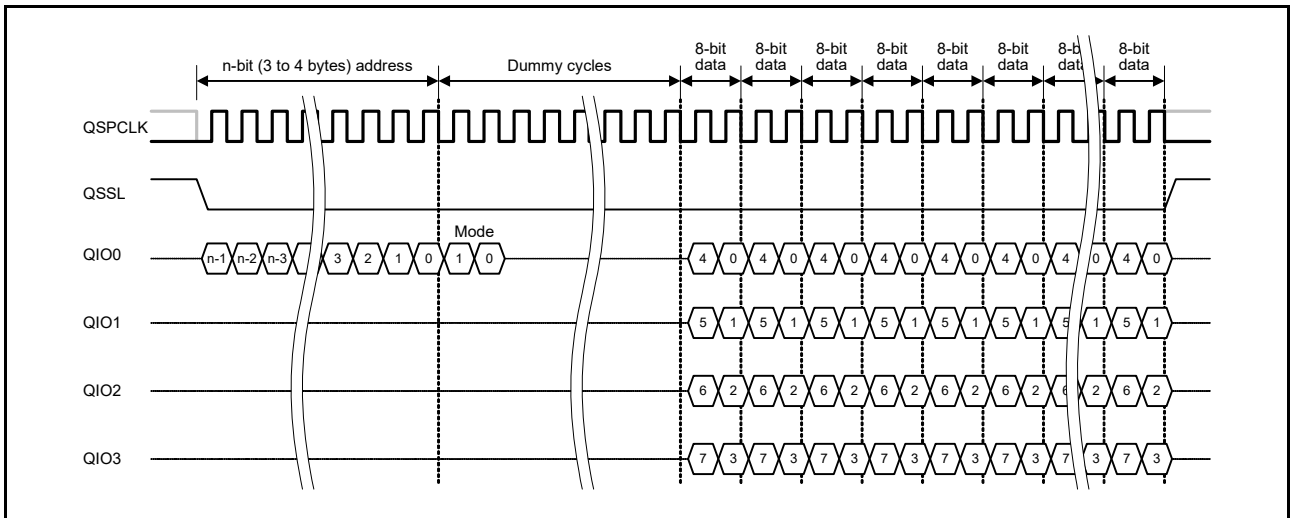 8-bit data 8-bit data 8-bit data 8-bit data 8-bit data 8-bit data 8-b dat 8-bit data
n-bit (3 to 4 bytes) address Dummy cycles
QSPCLK
QSSL
Mode
QIO0 n-1 n-2 n-3 3 2 1 0 1 0 4 0 4 0 4 0 4 0 4 0 4 0 4 0 4 0
QIO1 5 1 5 1 5 1 5 1 5 1 5 1 5 1 5 1
QIO2 6 2 6 2 6 2 6 2 6 2 6 2 6 2 6 2
QIO3 7 3 7 3 7 3 7 3 7 3 7 3 7 3 7 3